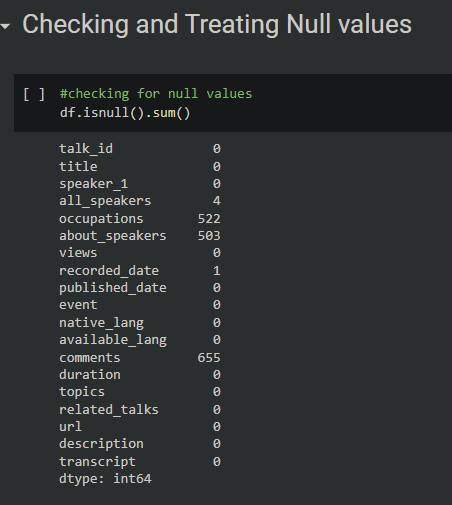 Checking and Treating Null values
[ ] #checking for null values
df.isnull().sum()
talk_id 0
title 0
speaker_1 0
all_speakers 4
occupations 522
about_speakers 503
views 0
recorded_date 1
published_date 0
event 0
native_lang 0
available_lang 0
comments 655
duration 0
topics 0
related_talks 0
url 0
description 0
transcript 0
dtype: int64